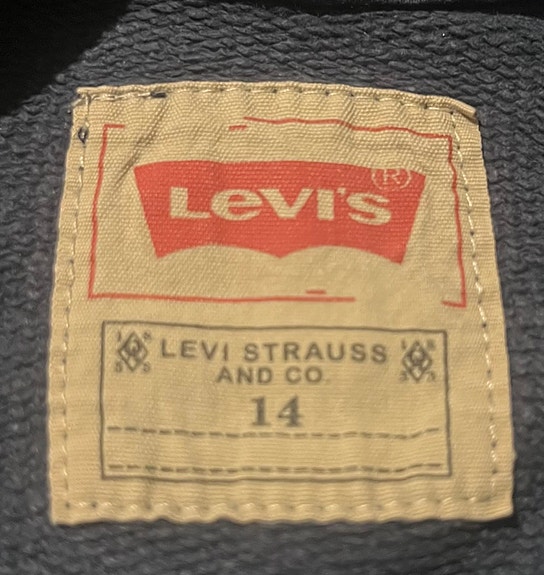 LEVI'S ®
LEVI STRAUSS
AND CO.
14